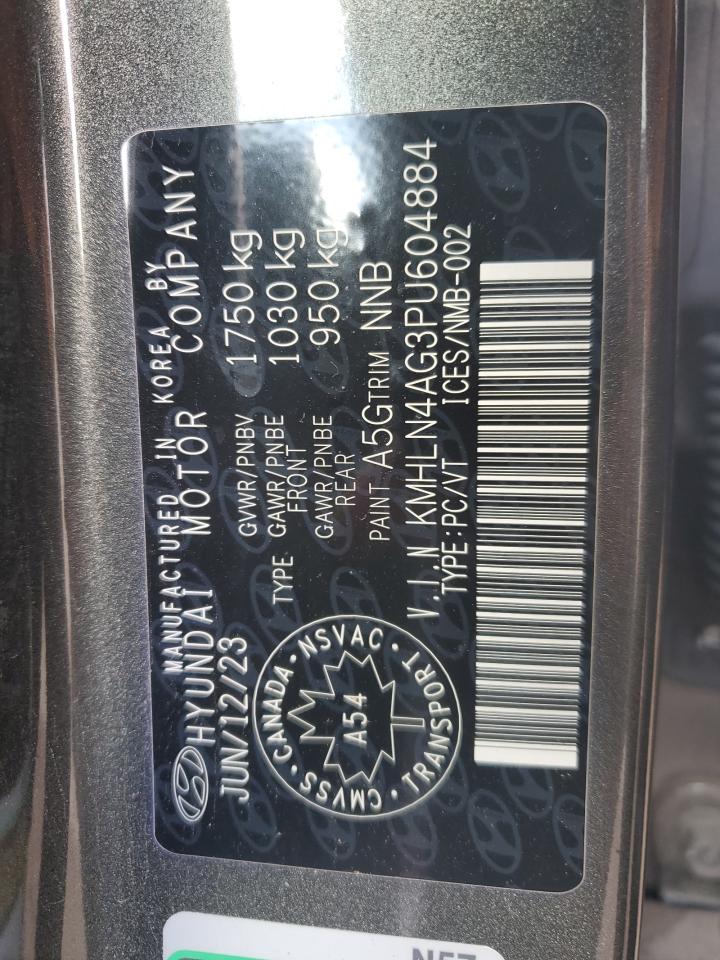 MANUFACTURED IN KOREA BY
HYUNDAI MOTOR COMPANY
JUN/12/23
GVWR/PNBV 1750 kg
TYPE GAWR/PNBE FRONT 1030 kg
GAWR/PNBE REAR 950 kg
PAINT A5G TRIM NNB
CANADA • NSVAC • TRANSPORT • CMVSS •
A54
V.I.N KMHLN4AG3PU604884
TYPE:PC/VT ICES/NMB-002